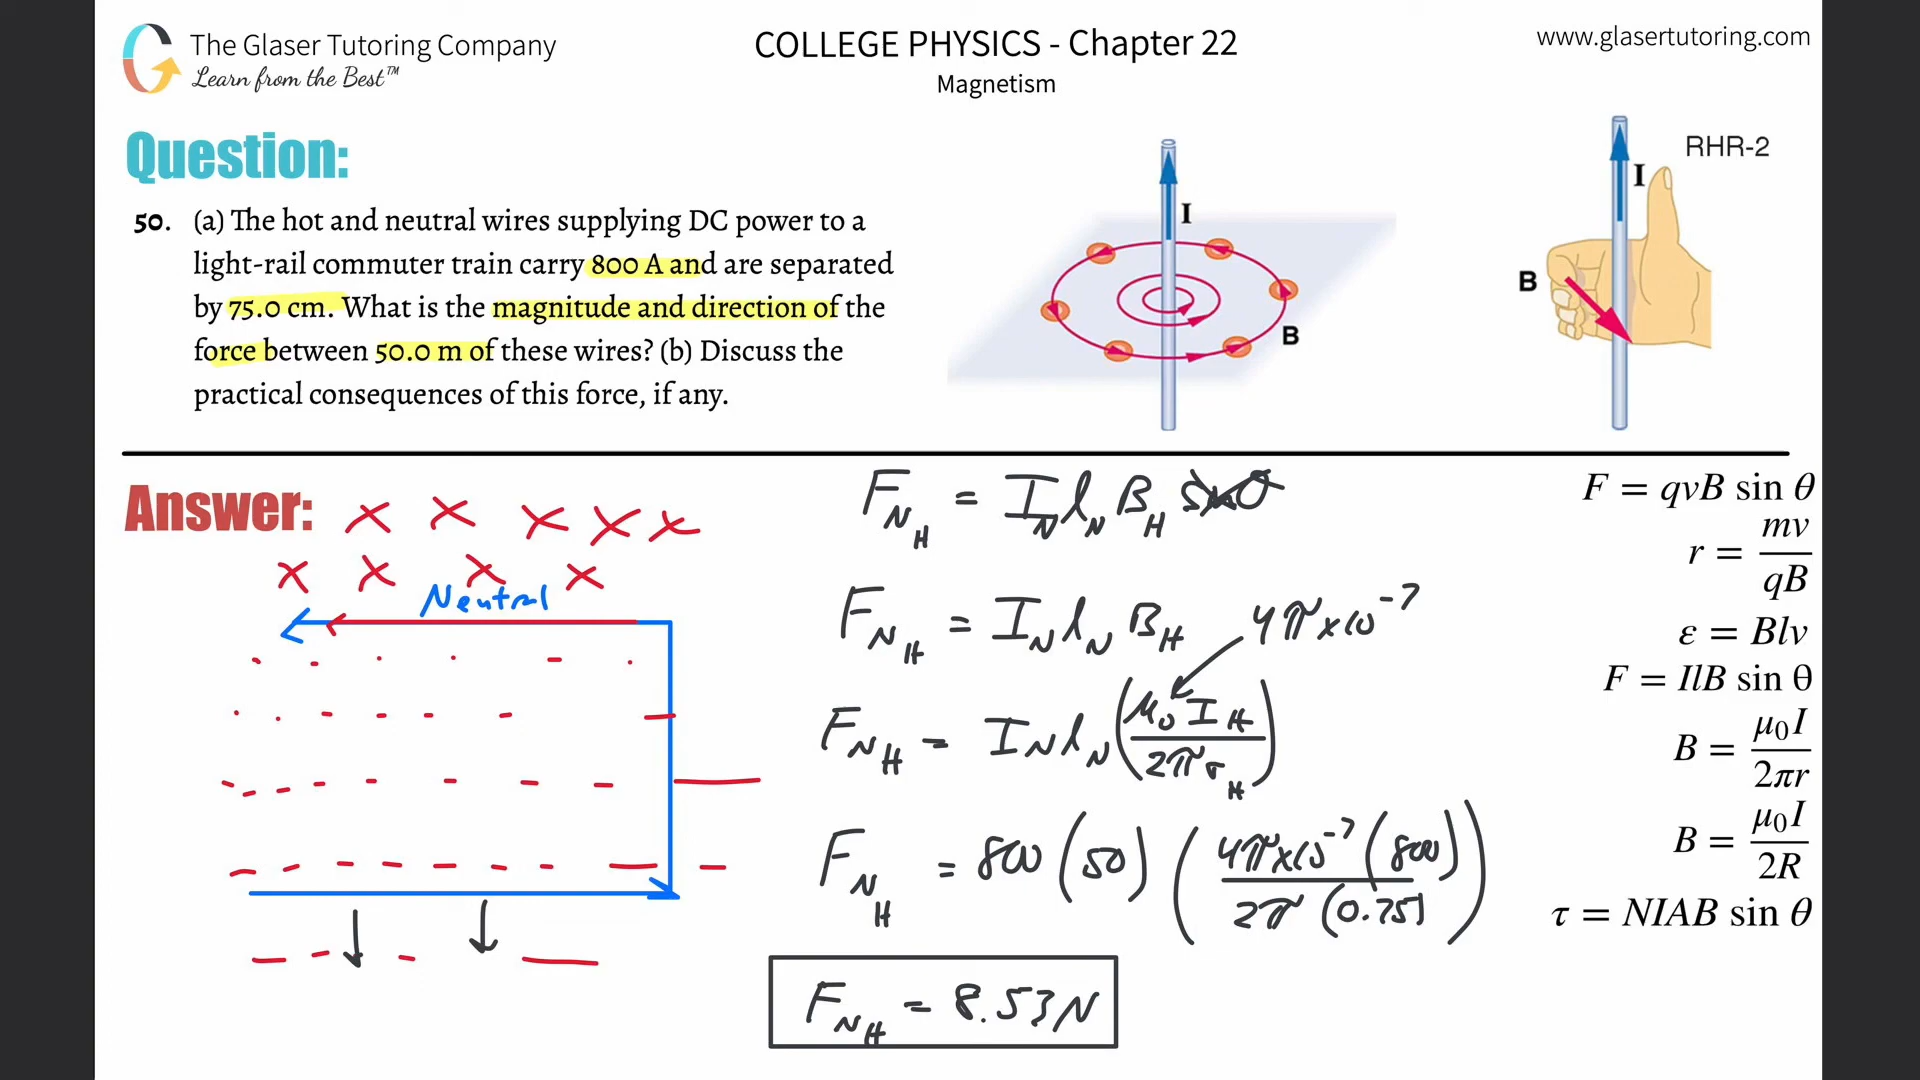 The Glaser Tutoring Company
Learn from the Best™
COLLEGE PHYSICS - Chapter 22
Magnetism
www.glasertutoring.com
Question:
50. (a) The hot and neutral wires supplying DC power to a
light-rail commuter train carry 800 A and are separated
by 75.0 cm. What is the magnitude and direction of the
force between 50.0 m of these wires? (b) Discuss the
practical consequences of this force, if any.
I
B
RHR-2
I
B
Answer:
× × × × ×
× × × ×
Neutral
F_{N_H} = I_N l_N B_H sinθ
F_{N_H} = I_N l_N B_H
4π×10⁻⁷
F_{N_H} = I_N l_N (μ₀ I_H / 2π r_H)
F_{N_H} = 800 (50) (4π×10⁻⁷ (800) / 2π (0.75))
F_{N_H} = 8.53N
F = qvB sin θ
r = mv / qB
ε = Blv
F = IlB sin θ
B = μ₀I / 2πr
B = μ₀I / 2R
τ = NIAB sin θ